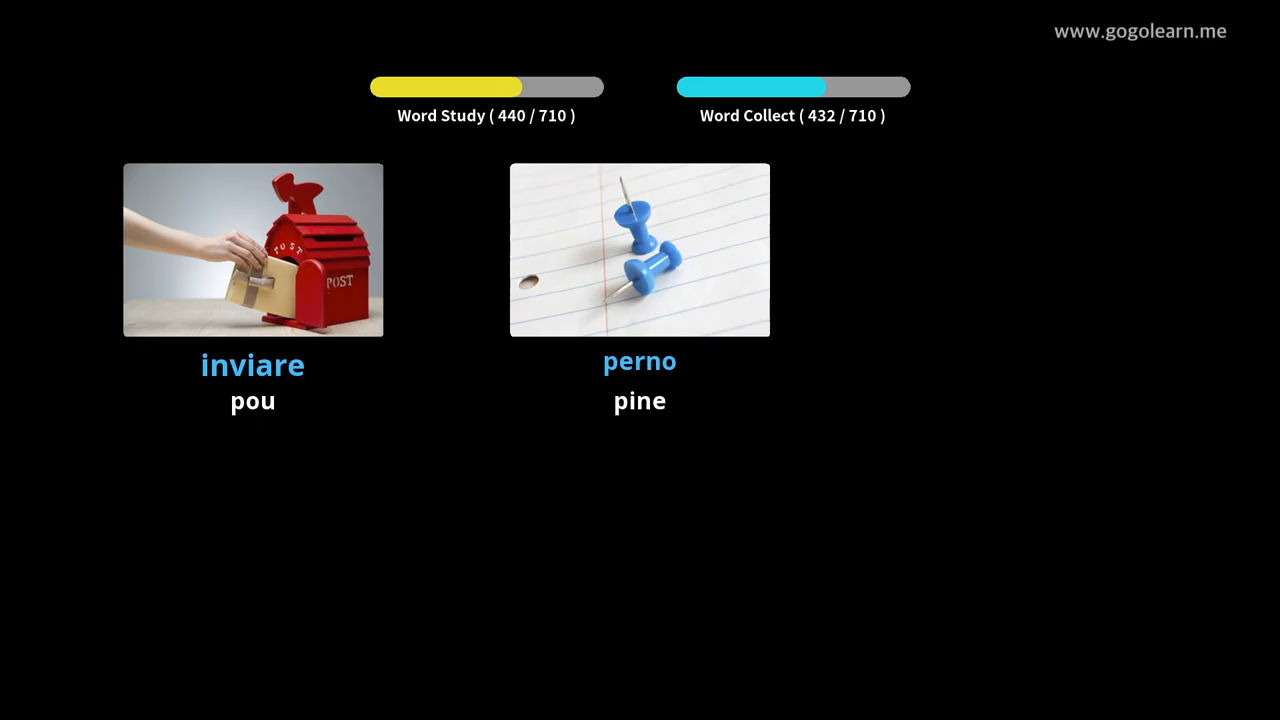 www.gogolearn.me
Word Study ( 440 / 710 )
Word Collect ( 432 / 710 )
POST
POST
inviare
perno
pou
pine